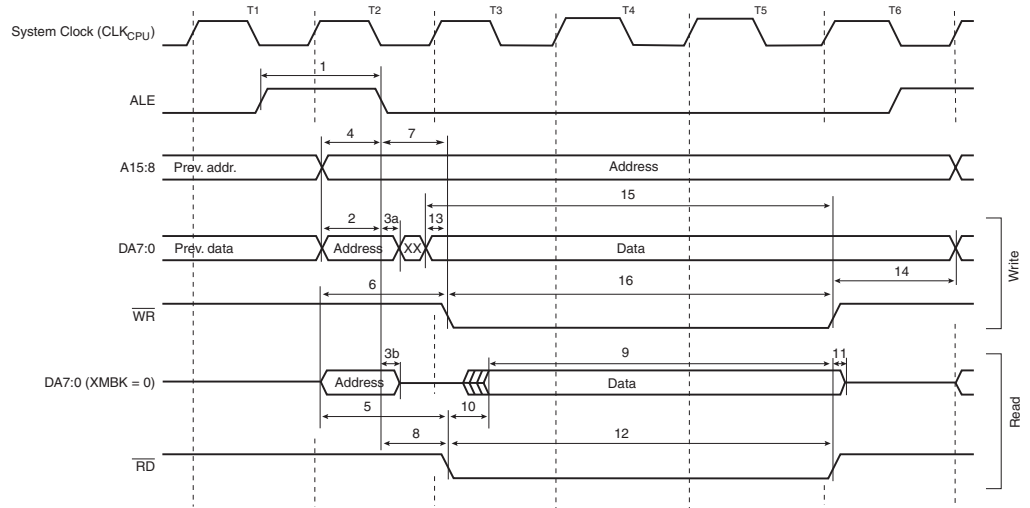 T1 T2 T3 T4 T5 T6
System Clock (CLKCPU)
1
ALE
4 7
A15:8 Prev. addr. Address
15
2 3a 13
DA7:0 Prev. data Address XX Data
14
6 16
WR
Write
3b 9 11
DA7:0 (XMBK = 0) Address Data
5 10
8 12
RD
Read